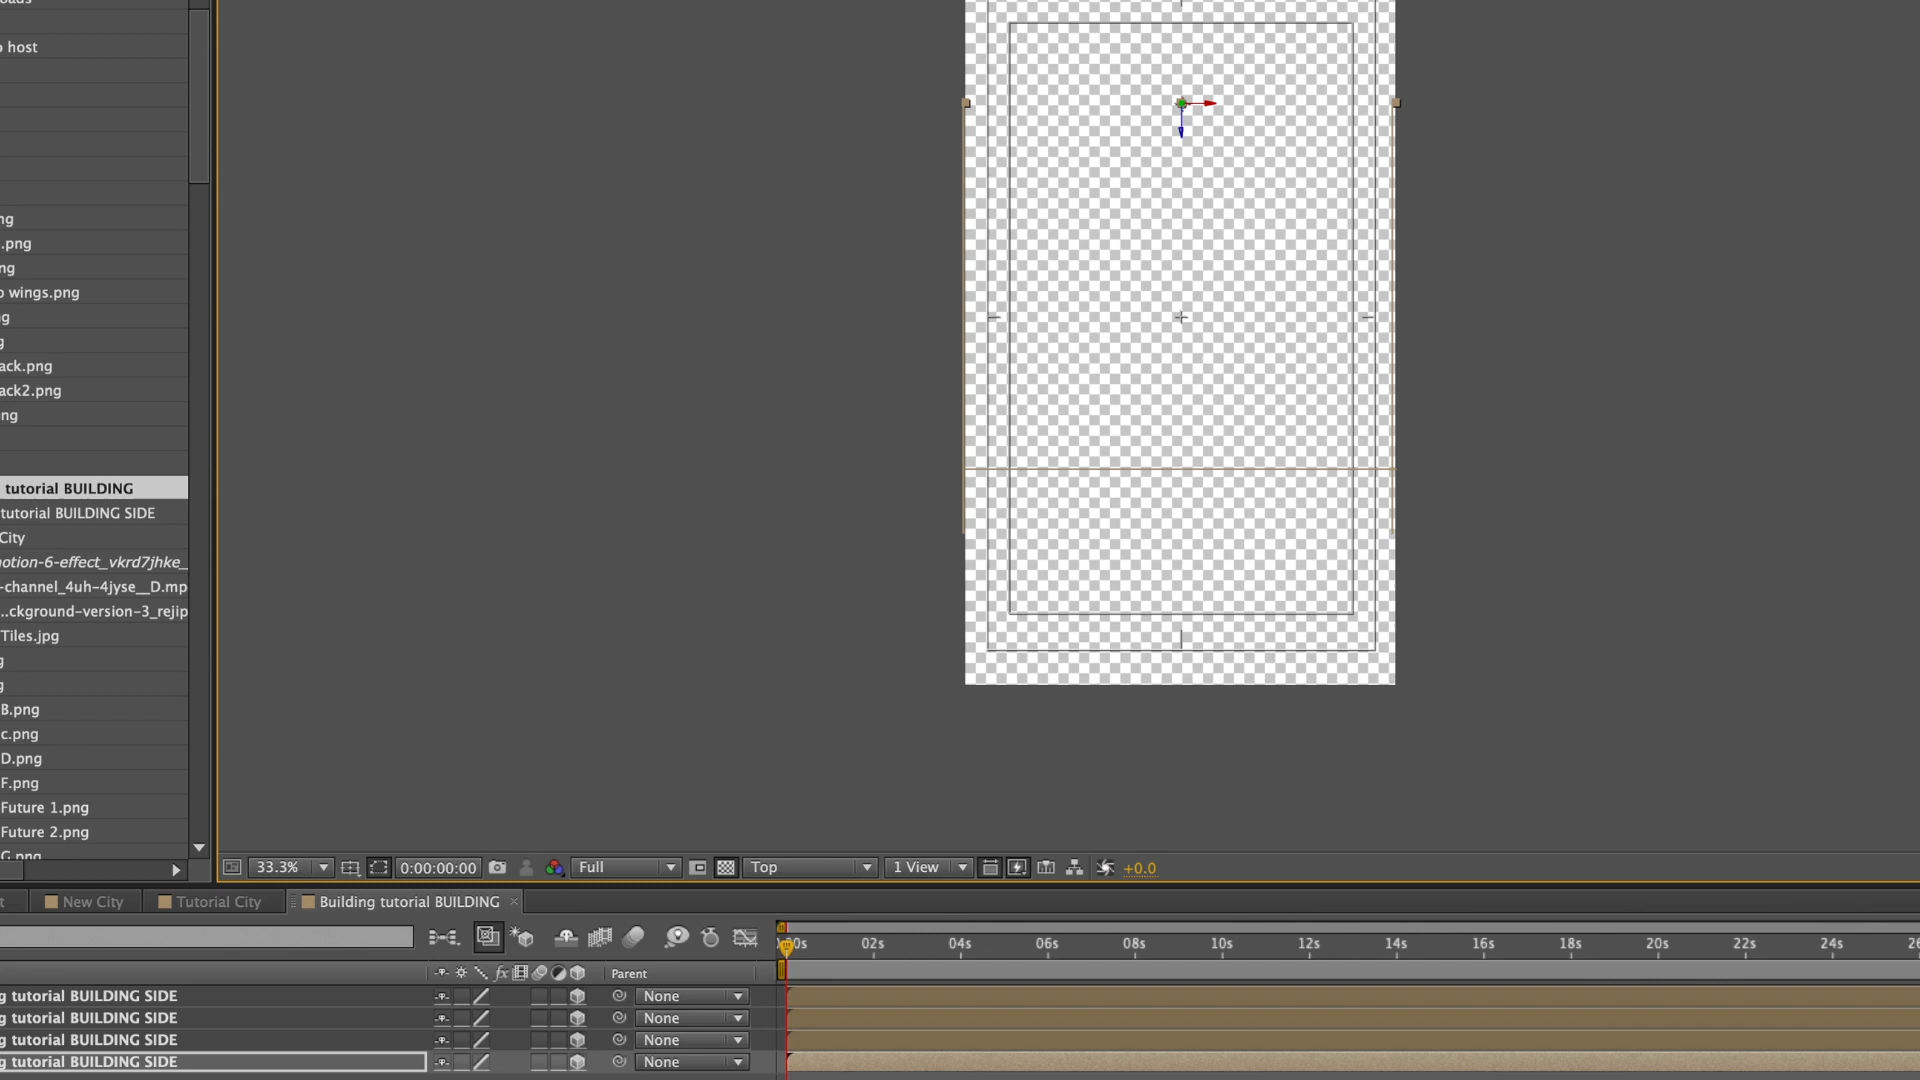 host
ng
.png
ng
wings.png
g
ack.png
ack2.png
ng
tutorial BUILDING
tutorial BUILDING SIDE
City
otion-6-effect_vkrd7jhke_
-channel_4uh-4jyse__D.mp
..ckground-version-3_rejip
Tiles.jpg
g
g
B.png
c.png
D.png
F.png
Future 1.png
Future 2.png
G.png
33.3%
0:00:00:00
Full
Top
1 View
+0.0
t
New City
Tutorial City
Building tutorial BUILDING
00s 02s 04s 06s 08s 10s 12s 14s 16s 18s 20s 22s 24s 26
fx
Parent
g tutorial BUILDING SIDE None
g tutorial BUILDING SIDE None
g tutorial BUILDING SIDE None
g tutorial BUILDING SIDE None